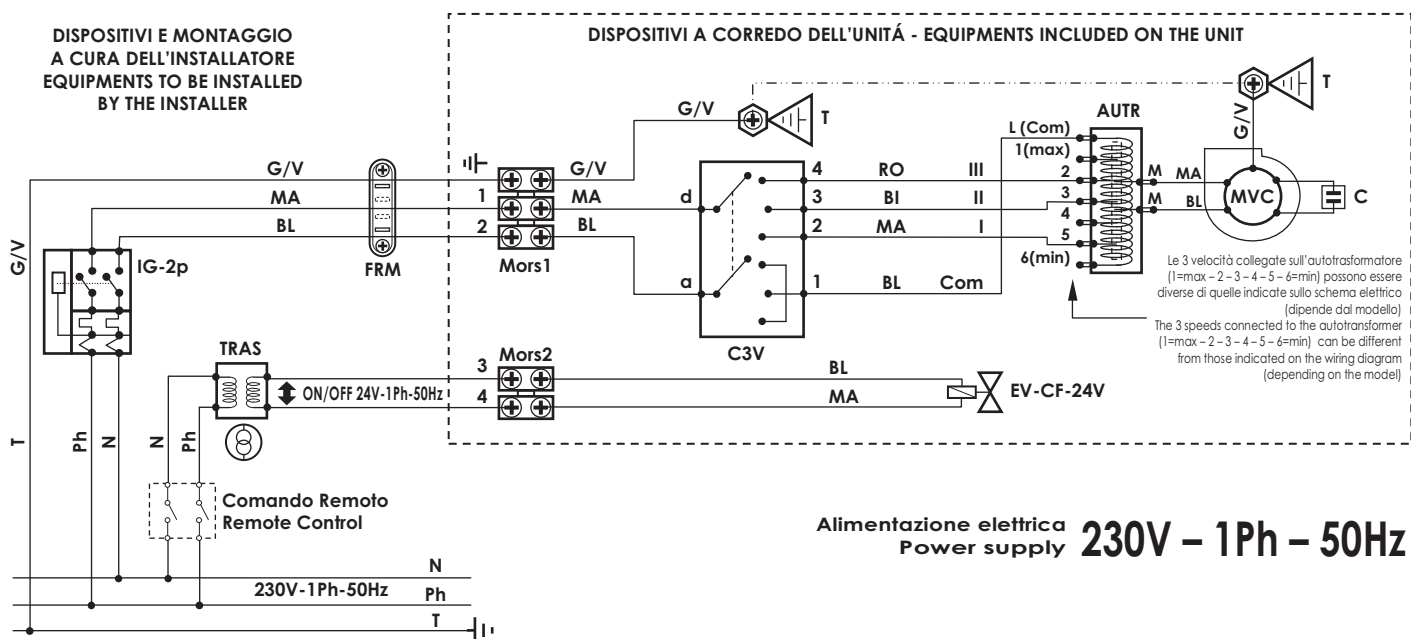 DISPOSITIVI E MONTAGGIO
A CURA DELL'INSTALLATORE
EQUIPMENTS TO BE INSTALLED
BY THE INSTALLER
DISPOSITIVI A CORREDO DELL'UNITÁ - EQUIPMENTS INCLUDED ON THE UNIT
T
G/V
T
G/V
AUTR
L (Com)
1(max)
2
3
4
5
6(min)
G/V
G/V
1
MA
MA
2
BL
BL
FRM
Mors1
d
a
4
RO
III
3
BI
II
2
MA
I
1
BL
Com
C3V
M
MA
M
BL
MVC
C
G/V
IG-2p
Le 3 velocità collegate sull'autotrasformatore
(1=max – 2 – 3 – 4 – 5 – 6=min) possono essere
diverse di quelle indicate sullo schema elettrico
(dipende dal modello)
The 3 speeds connected to the autotransformer
(1=max – 2 – 3 – 4 – 5 – 6=min) can be different
from those indicated on the wiring diagram
(depending on the model)
TRAS
ON/OFF 24V-1Ph-50Hz
3
4
Mors2
BL
MA
EV-CF-24V
T
Ph
N
N
Ph
Comando Remoto
Remote Control
Alimentazione elettrica
Power supply
230V – 1Ph – 50Hz
N
230V-1Ph-50Hz
Ph
T